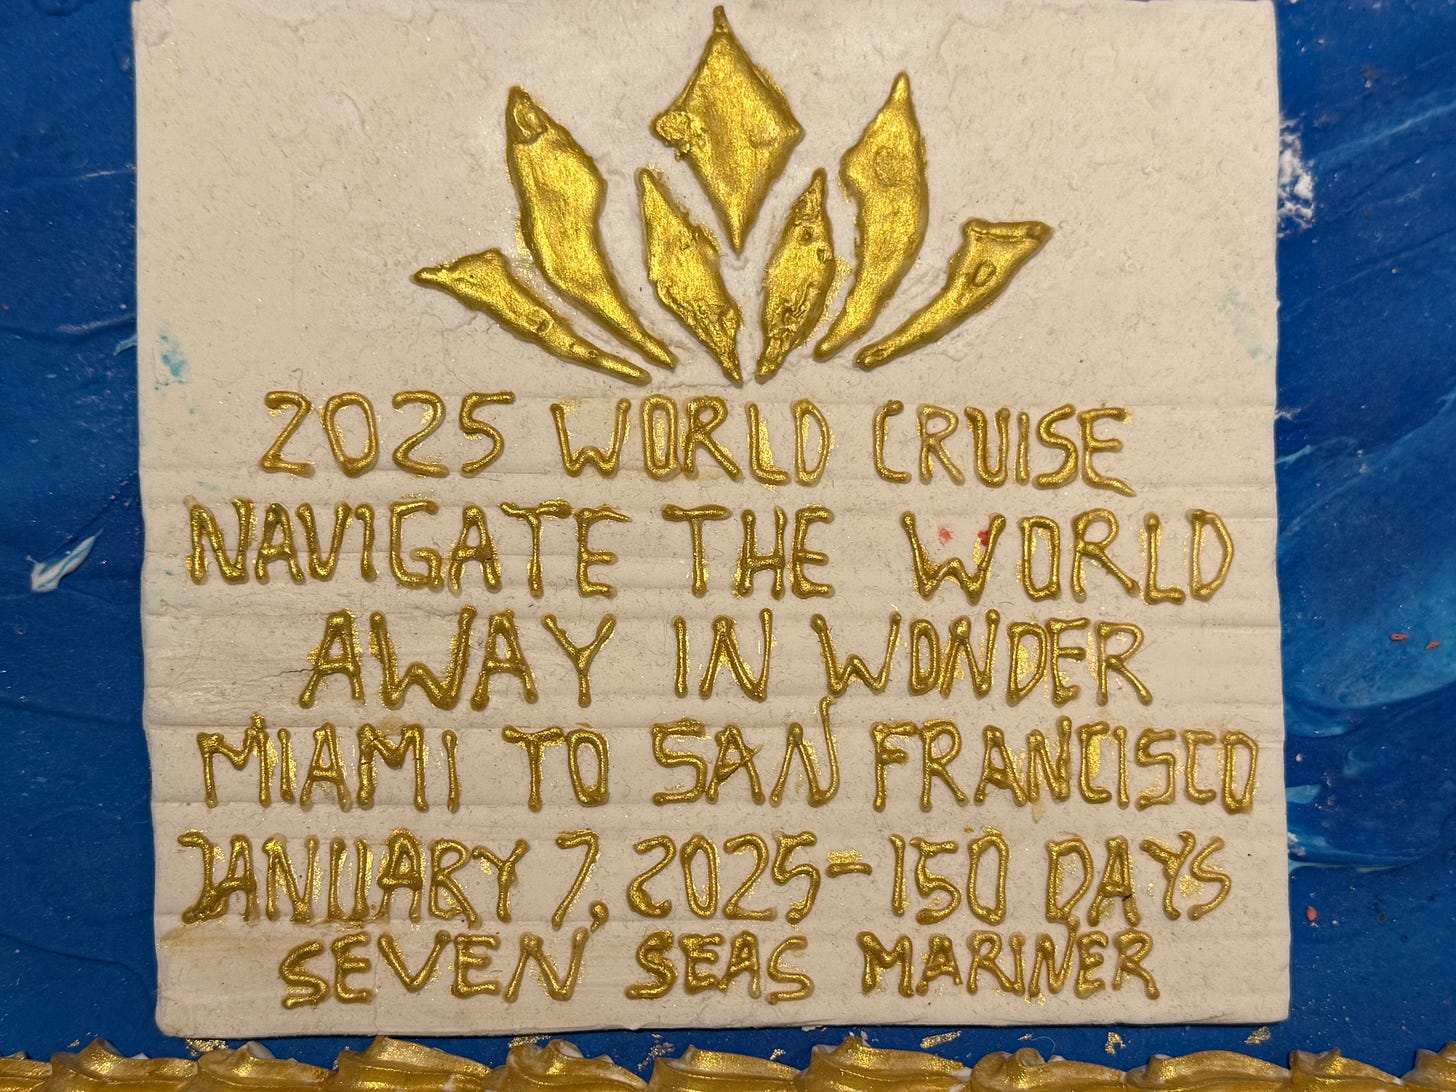 2025 WORLD CRUISE
NAVIGATE THE WORLD
AWAY IN WONDER
MIAMI TO SAN FRANCISCO
JANUARY 7, 2025-150 DAYS
SEVEN SEAS MARINER